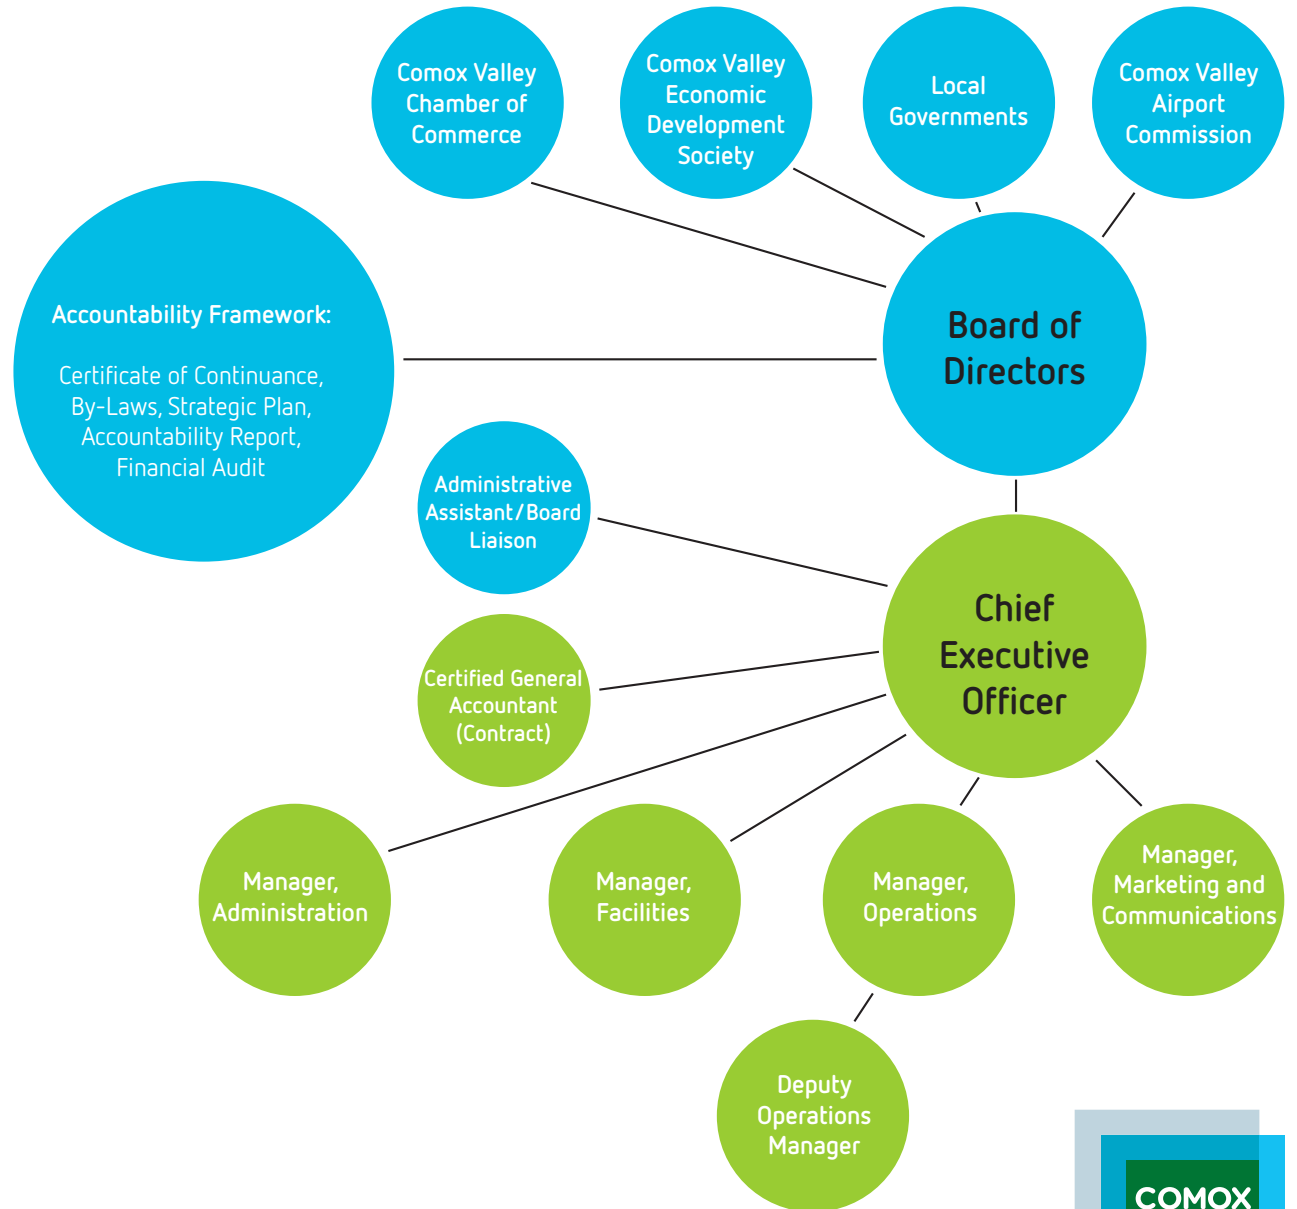 Comox Valley
Chamber of
Commerce
Comox Valley
Economic
Development
Society
Local
Governments
Comox Valley
Airport
Commission
Accountability Framework:
Certificate of Continuance,
By-Laws, Strategic Plan,
Accountability Report,
Financial Audit
Board of
Directors
Administrative
Assistant/Board
Liaison
Chief
Executive
Officer
Certified General
Accountant
(Contract)
Manager,
Administration
Manager,
Facilities
Manager,
Operations
Manager,
Marketing and
Communications
Deputy
Operations
Manager
COMOX